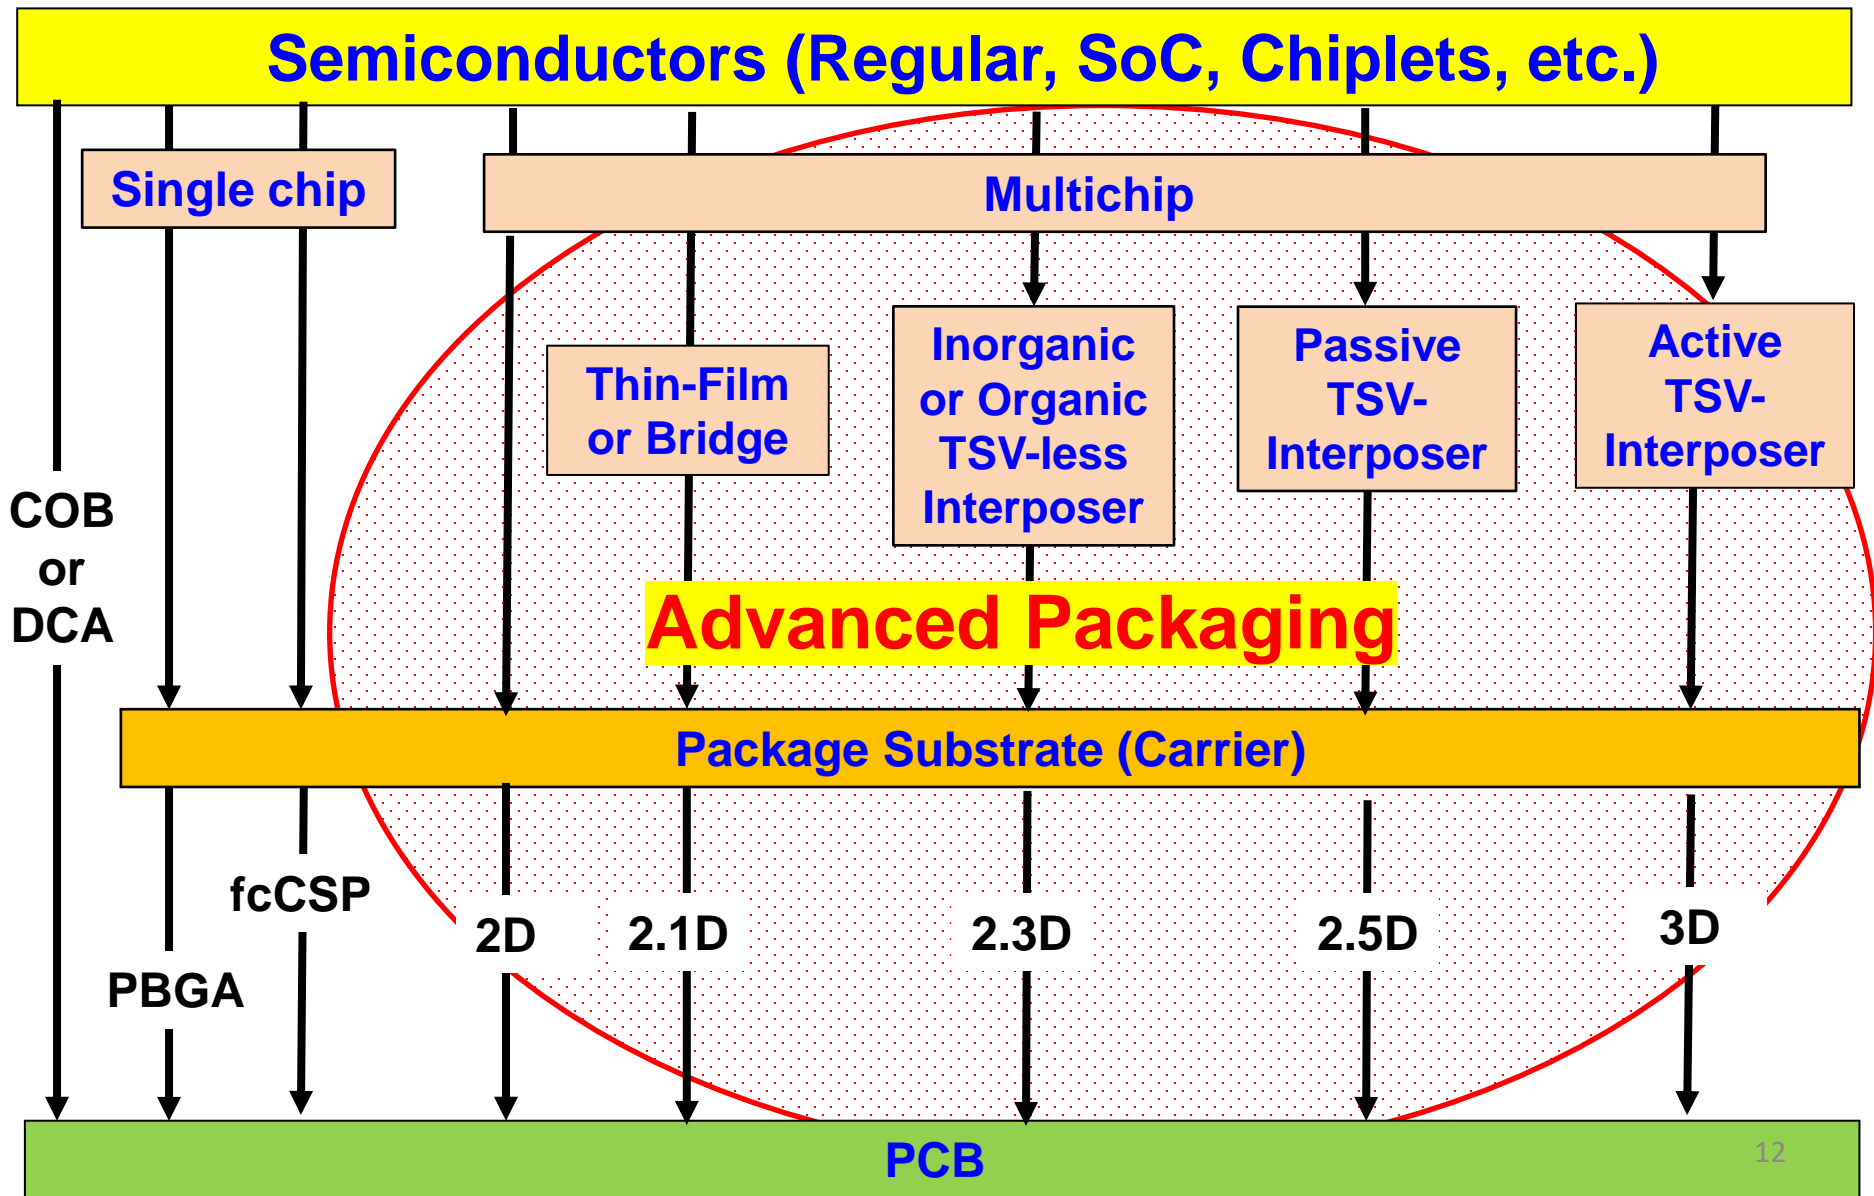 Semiconductors (Regular, SoC, Chiplets, etc.)
Single chip
Multichip
Thin-Film
or Bridge
Inorganic
or Organic
TSV-less
Interposer
Passive
TSV-
Interposer
Active
TSV-
Interposer
COB
or
DCA
Advanced Packaging
Package Substrate (Carrier)
PBGA
fcCSP
2D
2.1D
2.3D
2.5D
3D
PCB
12